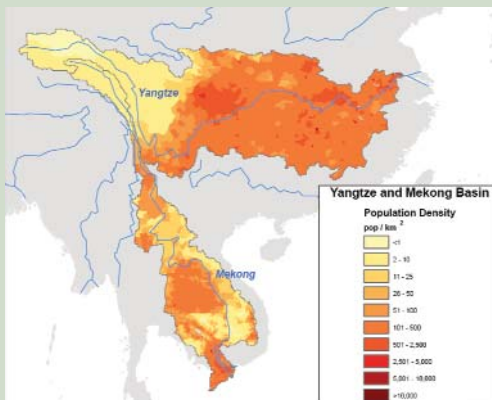 Yangtze
Mekong
Yangtze and Mekong Basin
Population Density
pop / km 2
<1
2 - 10
11 - 25
26 - 50
51 - 100
101 - 500
501 - 2,500
2,501 - 5,000
5,001 - 10,000
>10,000